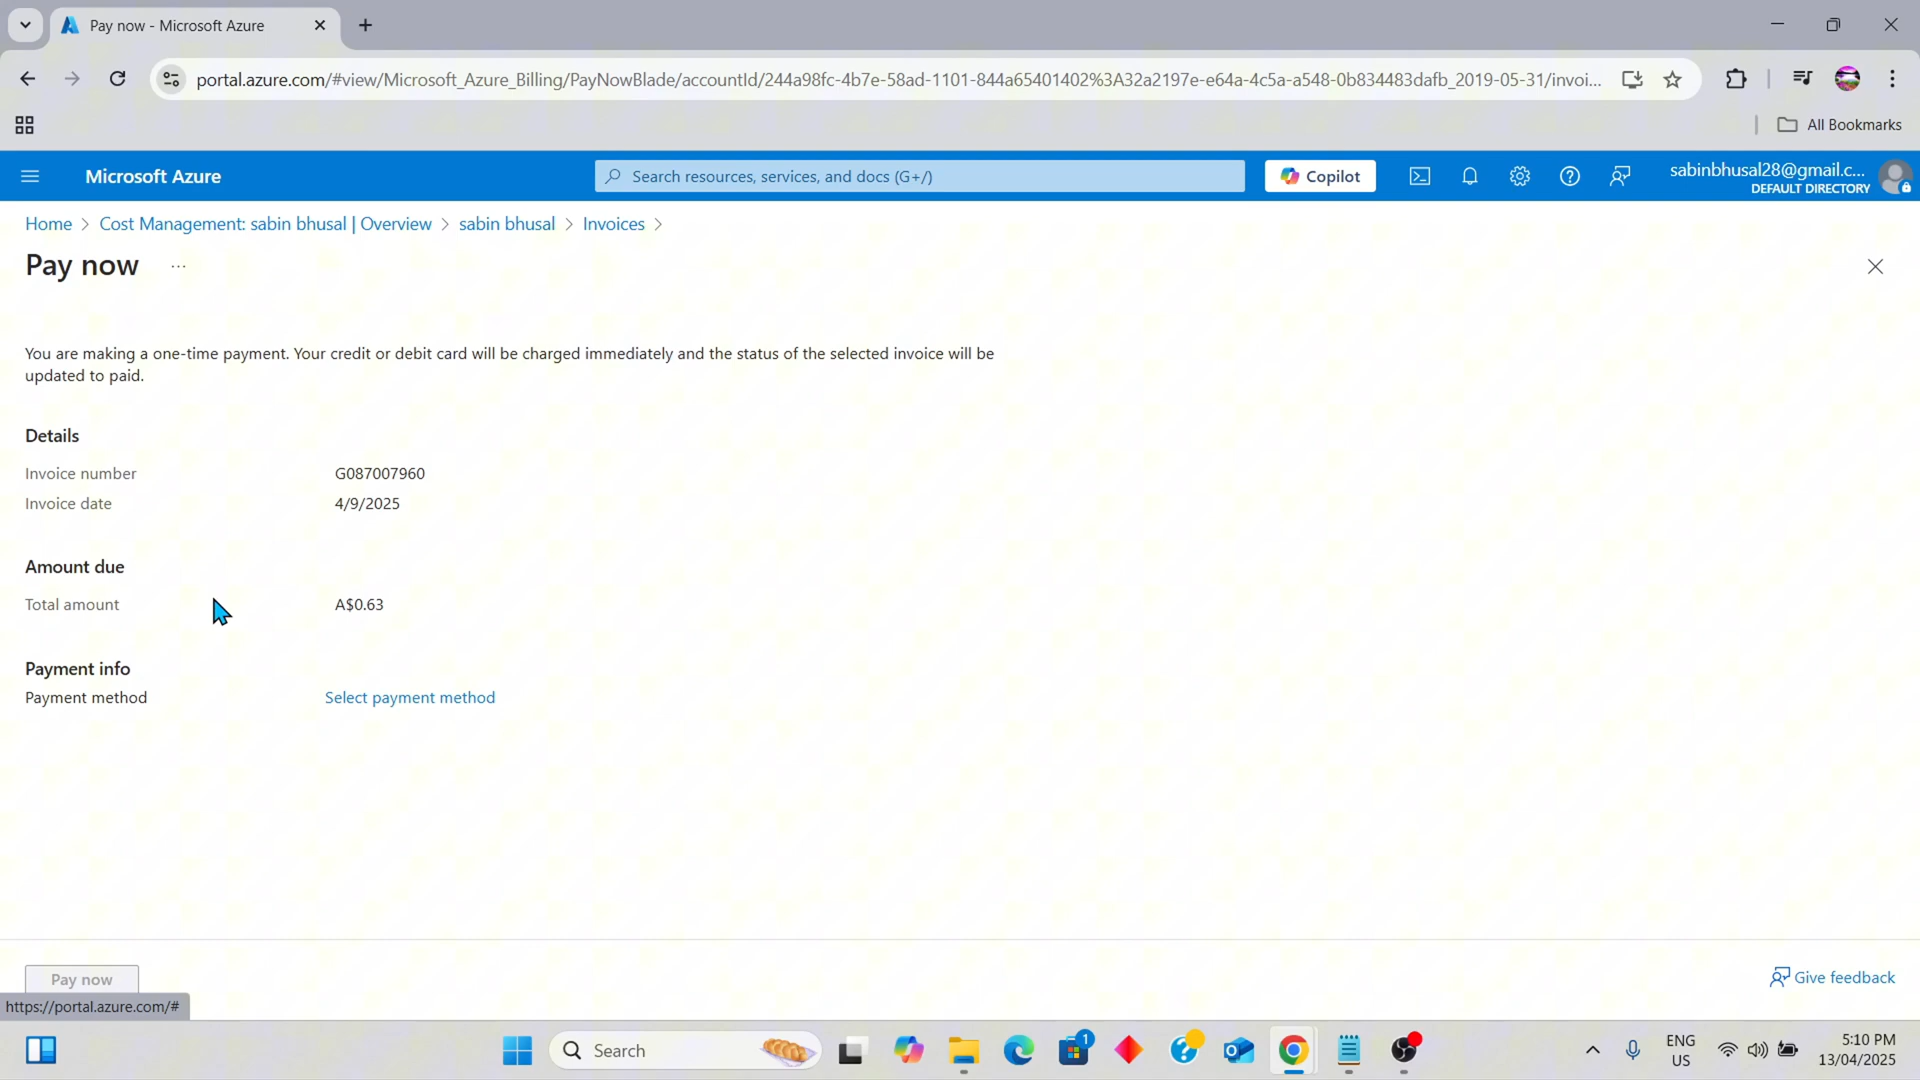 Pay now - Microsoft Azure
portal.azure.com/#view/Microsoft_Azure_Billing/PayNowBlade/accountId/244a98fc-4b7e-58ad-1101-844a65401402%3A32a2197e-e64a-4c5a-a548-0b834483dafb_2019-05-31/invoi...
All Bookmarks
Microsoft Azure
Search resources, services, and docs (G+/)
Copilot
sabinbhusal28@gmail.c...
DEFAULT DIRECTORY
Home > Cost Management: sabin bhusal | Overview > sabin bhusal > Invoices >
Pay now ...
You are making a one-time payment. Your credit or debit card will be charged immediately and the status of the selected invoice will be
updated to paid.
Details
Invoice number G087007960
Invoice date 4/9/2025
Amount due
Total amount A$0.63
Payment info
Payment method Select payment method
Pay now
Give feedback
https://portal.azure.com/#
Search
1
ENG
US
5:10 PM
13/04/2025